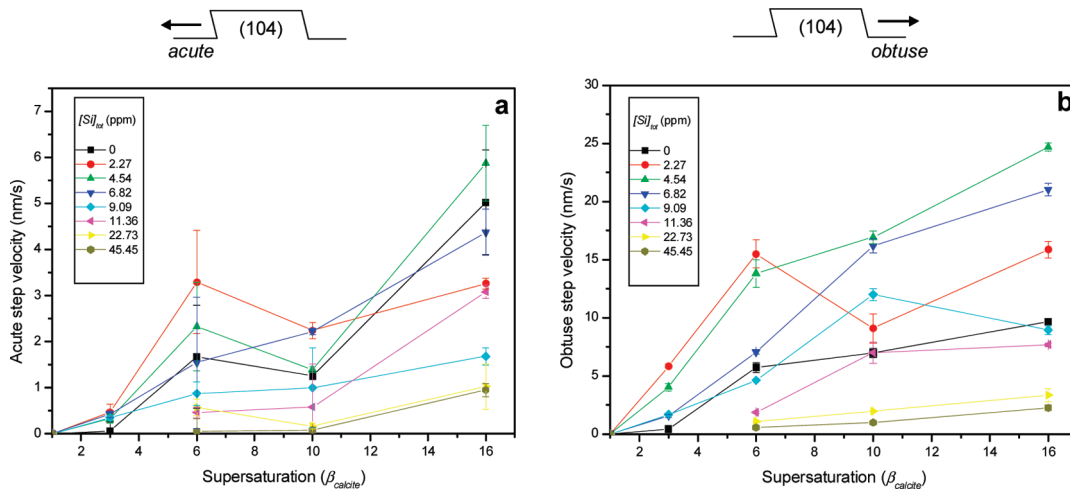 (104)
acute
(104)
obtuse
a
Acute step velocity (nm/s)
7
6
5
4
3
2
1
0
[Si]tot (ppm)
0
2.27
4.54
6.82
9.09
11.36
22.73
45.45
2 4 6 8 10 12 14 16
Supersaturation (βcalcite)
b
Obtuse step velocity (nm/s)
30
25
20
15
10
5
0
[Si]tot (ppm)
0
2.27
4.54
6.82
9.09
11.36
22.73
45.45
2 4 6 8 10 12 14 16
Supersaturation (βcalcite)